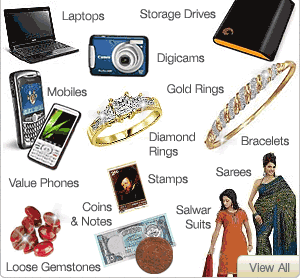 Laptops
Storage Drives
Digicams
Mobiles
Gold Rings
Diamond
Rings
Bracelets
Value Phones
Stamps
Sarees
Coins
& Notes
Salwar
Suits
Loose Gemstones
View All